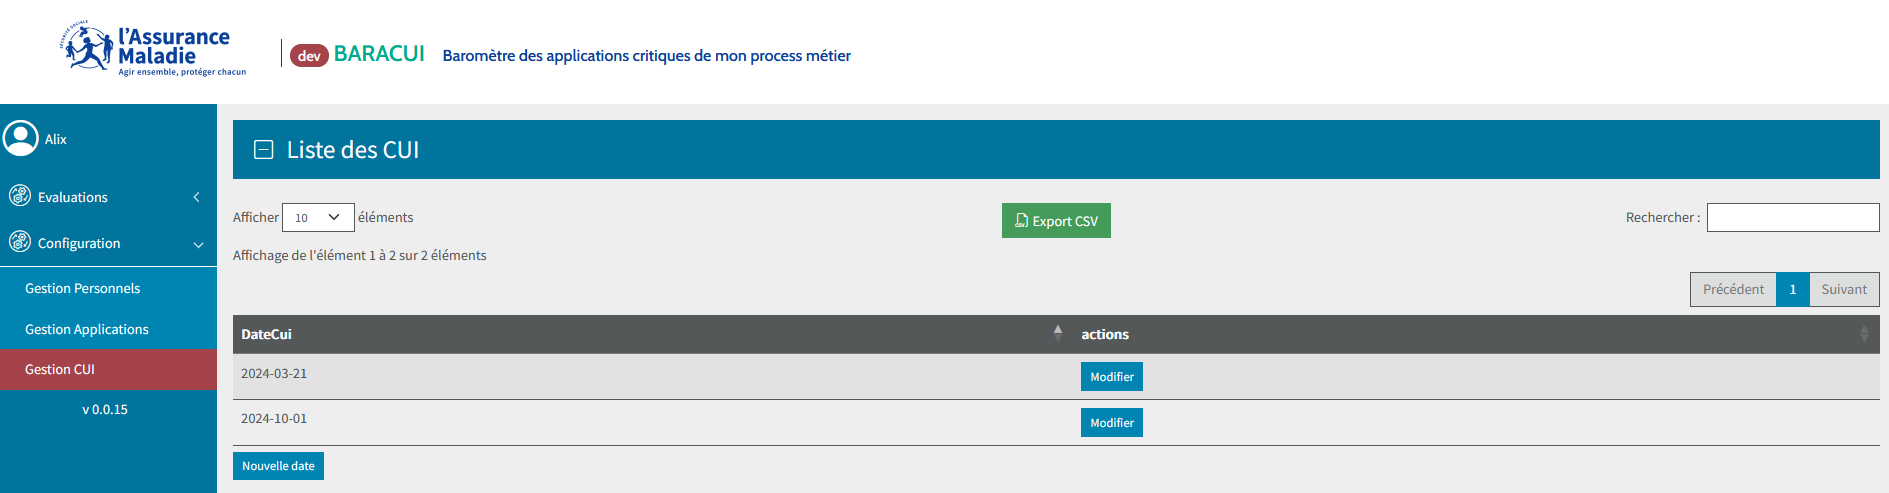 SÉCURITÉ SOCIALE
l'Assurance
Maladie
Agir ensemble, protéger chacun
dev BARACUI Baromètre des applications critiques de mon process métier
Alix
Evaluations
Configuration
Gestion Personnels
Gestion Applications
Gestion CUI
v 0.0.15
Liste des CUI
Afficher 10 éléments
Export CSV
Rechercher :
Affichage de l'élément 1 à 2 sur 2 éléments
Précédent 1 Suivant
DateCui actions
2024-03-21 Modifier
2024-10-01 Modifier
Nouvelle date